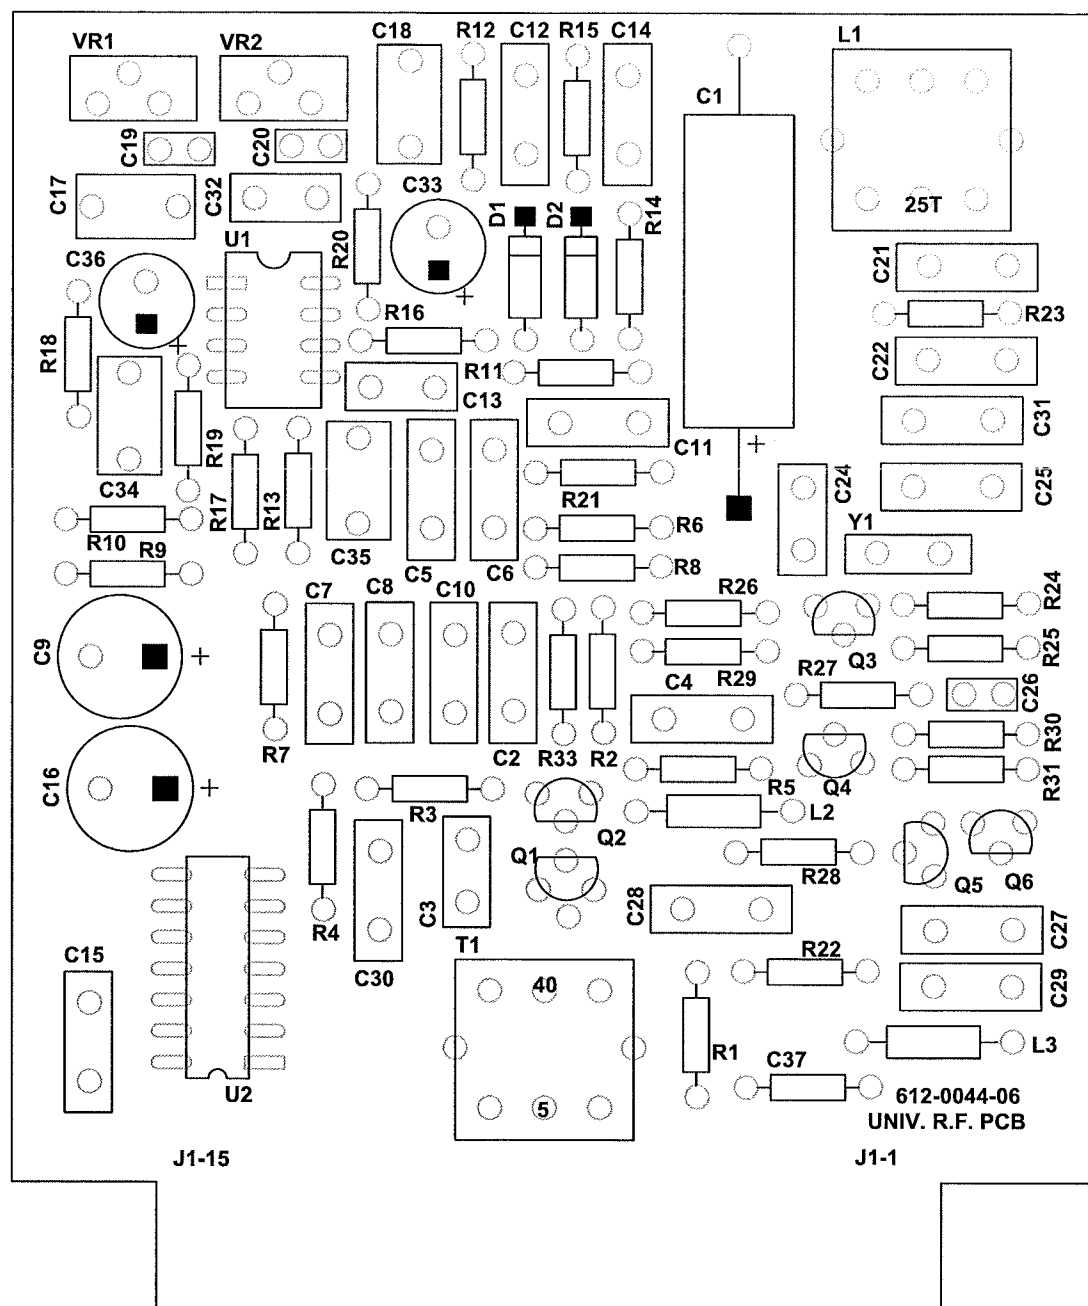 VR1
VR2
C18
R12
C12
R15
C14
L1
C1
C19
C20
C17
C32
C33
D1
D2
R14
25T
U1
R20
C36
C21
R16
R23
R18
C22
R11
C13
C31
R19
C11
C34
R17
R13
R21
C24
C25
R10
R9
C35
C5
C6
R6
R8
Y1
C7
C8
C10
R26
R24
C9
Q3
R25
R27
C4
R29
C26
R7
C2
R33
R2
R30
C16
R5
Q4
R31
R3
L2
Q2
Q1
R28
Q5
Q6
R4
C3
C28
C27
C15
T1
C30
R22
C29
40
R1
L3
C37
U2
5
612-0044-06
UNIV. R.F. PCB
J1-15
J1-1